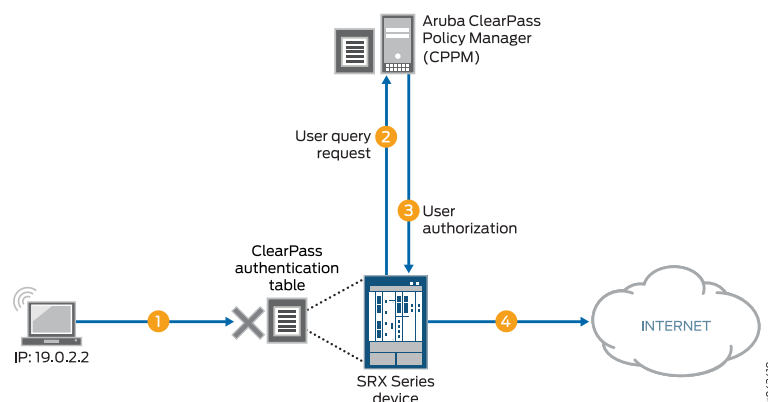 Aruba ClearPass
Policy Manager
(CPPM)
User query
request
2
3
User
authorization
ClearPass
authentication
table
1
4
INTERNET
IP: 19.0.2.2
SRX Series
device